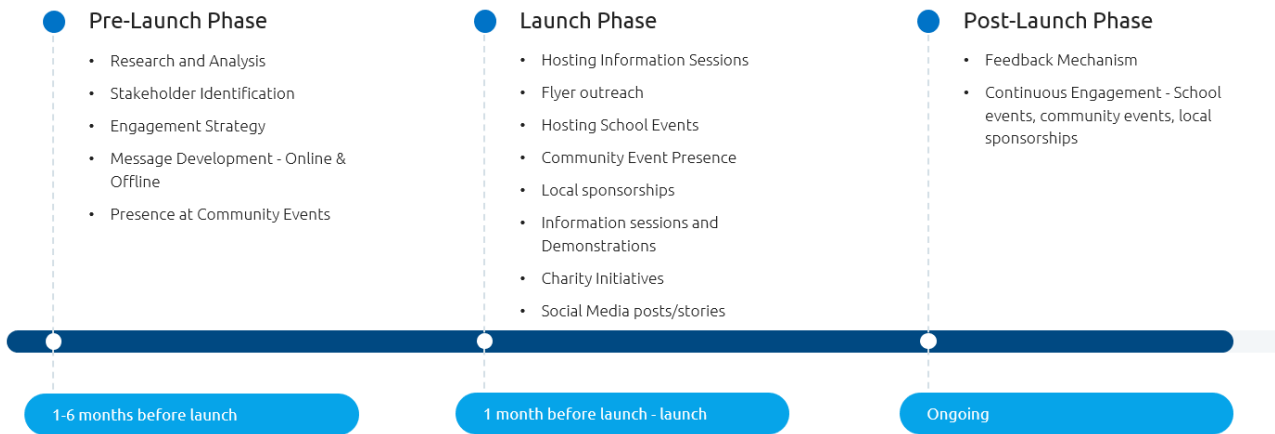 Pre-Launch Phase
• Research and Analysis
• Stakeholder Identification
• Engagement Strategy
• Message Development - Online &
Offline
• Presence at Community Events
1-6 months before launch
Launch Phase
• Hosting Information Sessions
• Flyer outreach
• Hosting School Events
• Community Event Presence
• Local sponsorships
• Information sessions and
Demonstrations
• Charity Initiatives
• Social Media posts/stories
1 month before launch - launch
Post-Launch Phase
• Feedback Mechanism
• Continuous Engagement - School
events, community events, local
sponsorships
Ongoing